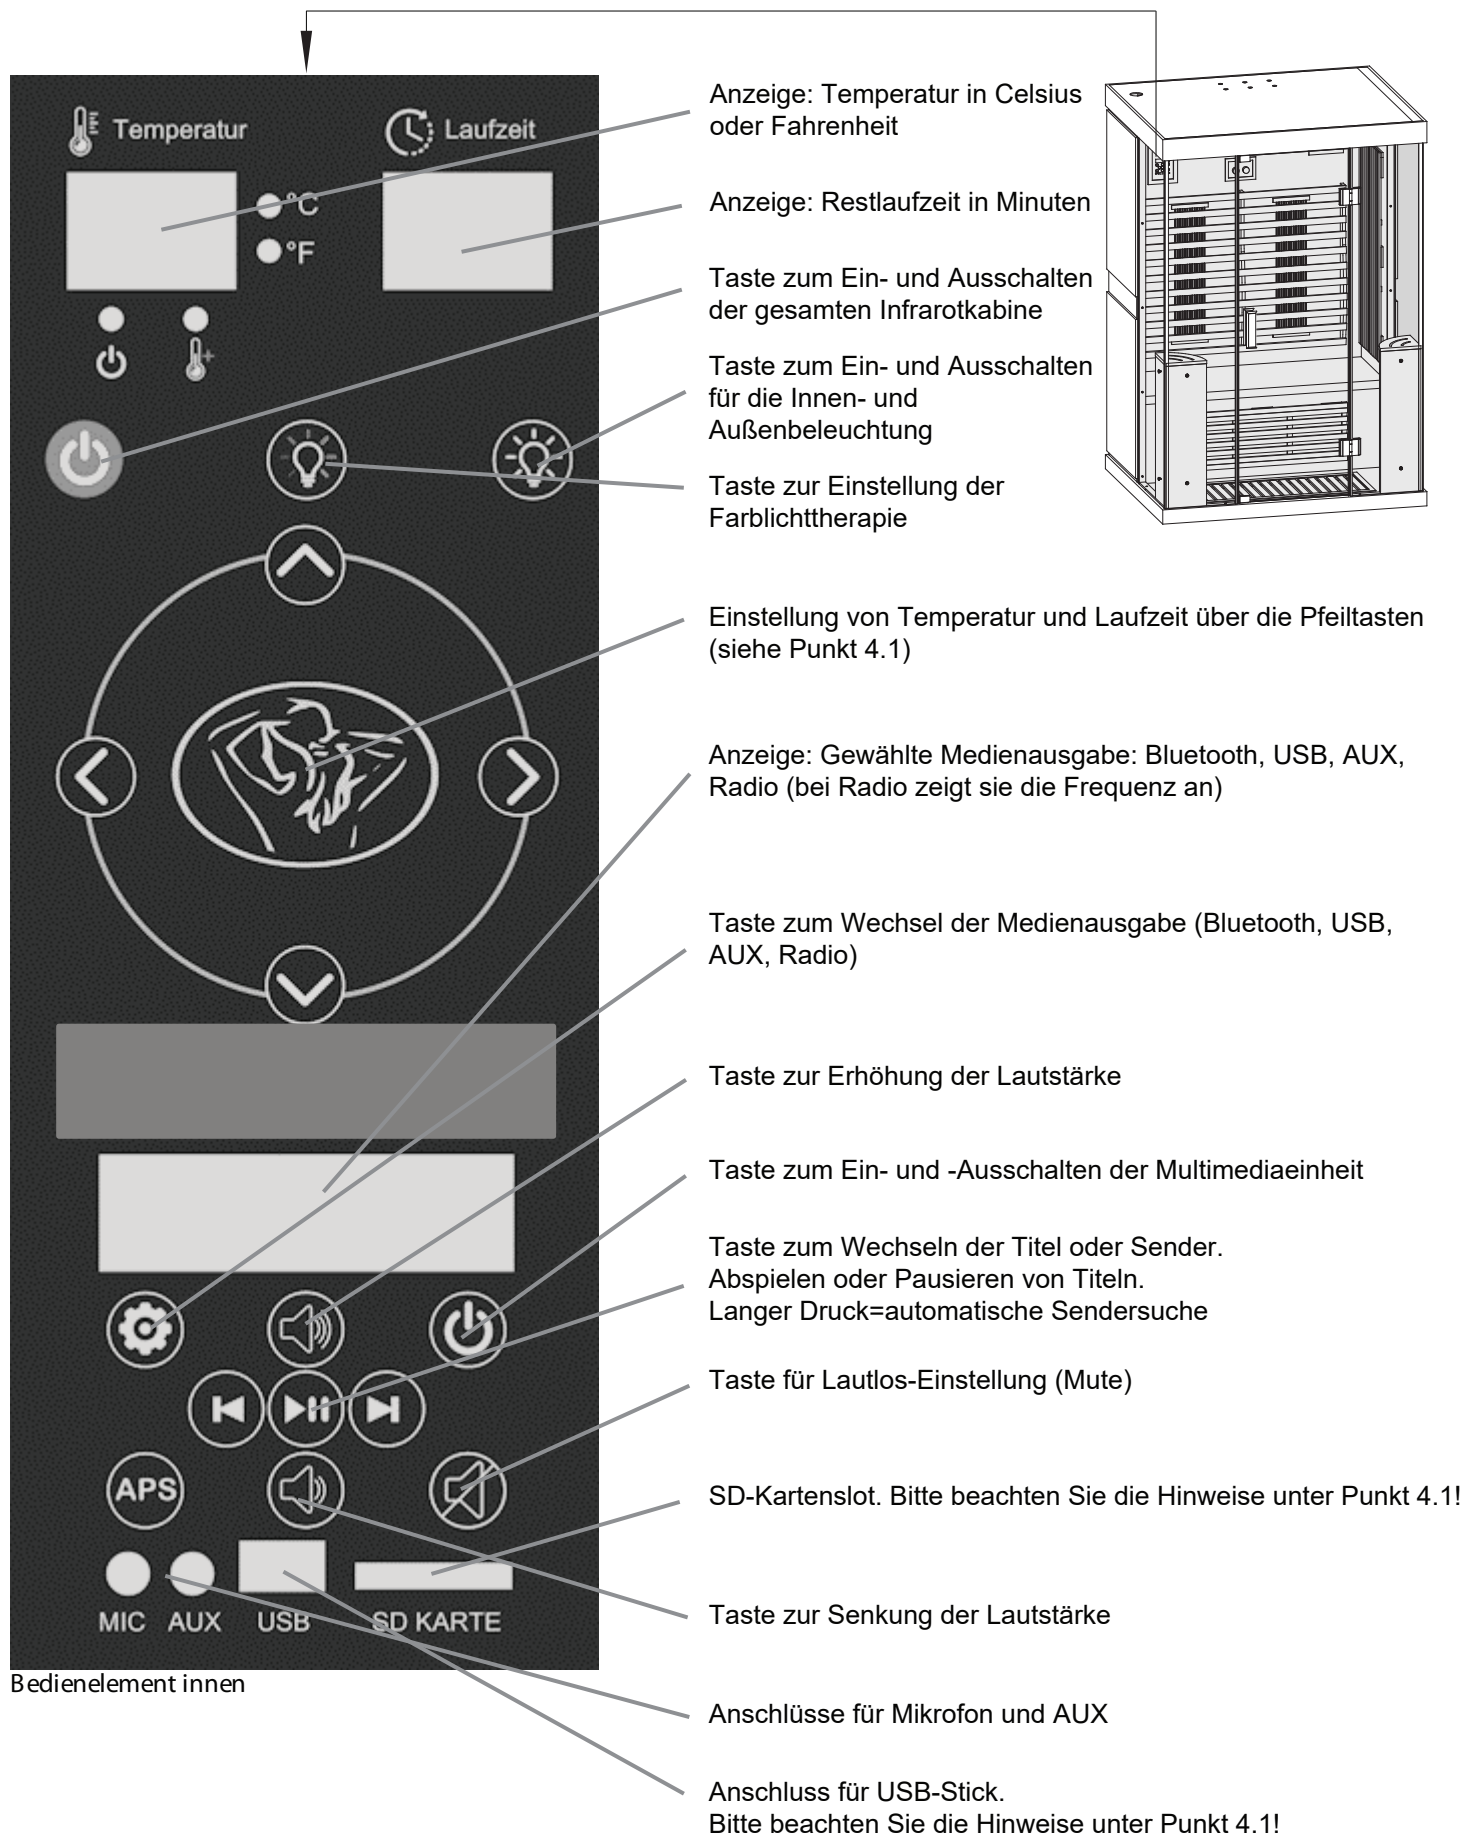 Temperatur
Laufzeit
°C
°F
Anzeige: Temperatur in Celsius
oder Fahrenheit
Anzeige: Restlaufzeit in Minuten
Taste zum Ein- und Ausschalten
der gesamten Infrarotkabine
Taste zum Ein- und Ausschalten
für die Innen- und
Außenbeleuchtung
Taste zur Einstellung der
Farblichttherapie
Einstellung von Temperatur und Laufzeit über die Pfeiltasten
(siehe Punkt 4.1)
Anzeige: Gewählte Medienausgabe: Bluetooth, USB, AUX,
Radio (bei Radio zeigt sie die Frequenz an)
Taste zum Wechsel der Medienausgabe (Bluetooth, USB,
AUX, Radio)
Taste zur Erhöhung der Lautstärke
Taste zum Ein- und -Ausschalten der Multimediaeinheit
Taste zum Wechseln der Titel oder Sender.
Abspielen oder Pausieren von Titeln.
Langer Druck=automatische Sendersuche
Taste für Lautlos-Einstellung (Mute)
APS
SD-Kartenslot. Bitte beachten Sie die Hinweise unter Punkt 4.1!
MIC AUX USB SD KARTE
Taste zur Senkung der Lautstärke
Bedienelement innen
Anschlüsse für Mikrofon und AUX
Anschluss für USB-Stick.
Bitte beachten Sie die Hinweise unter Punkt 4.1!